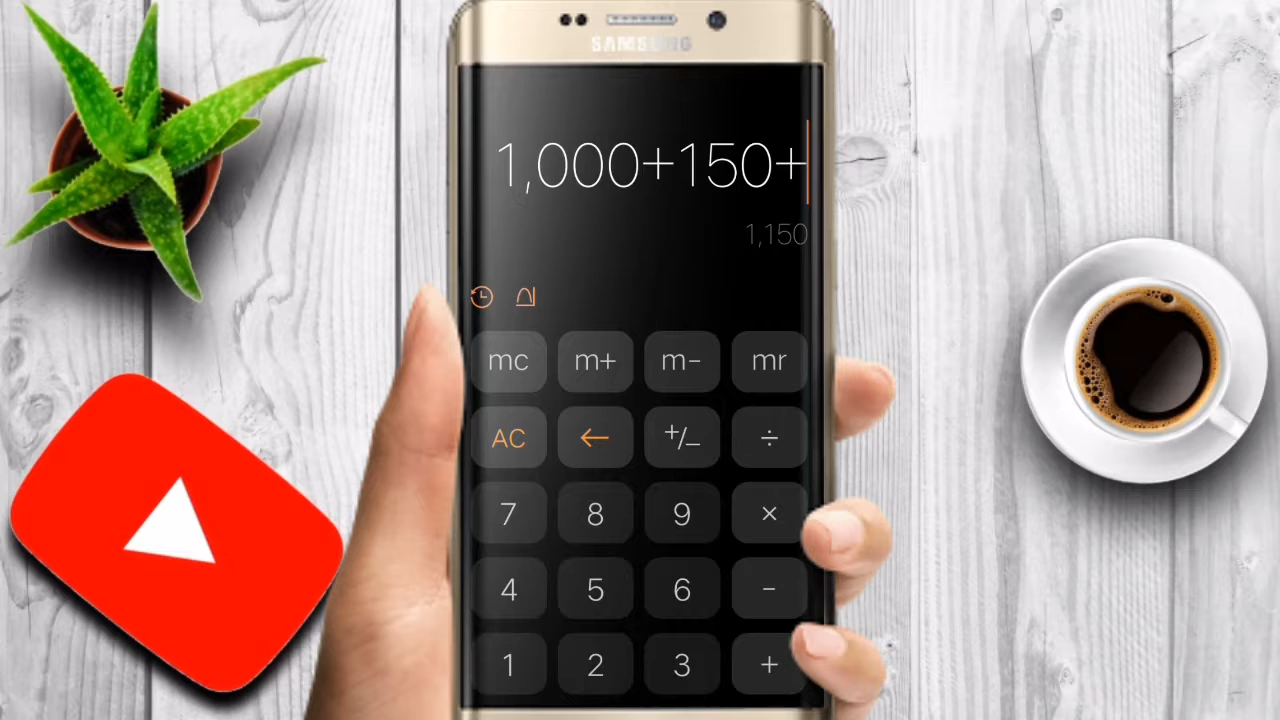 SAMSUNG
1,000+150+
1,150
mc m+ m− mr
AC ← +/− ÷
7 8 9 ×
4 5 6 −
1 2 3 +